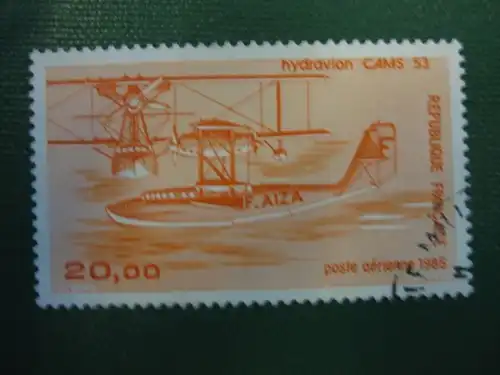 hydravion CAMS 53
REPUBLIQUE FRANÇAISE
F
F.AIZA
20,00
poste aérienne 1985